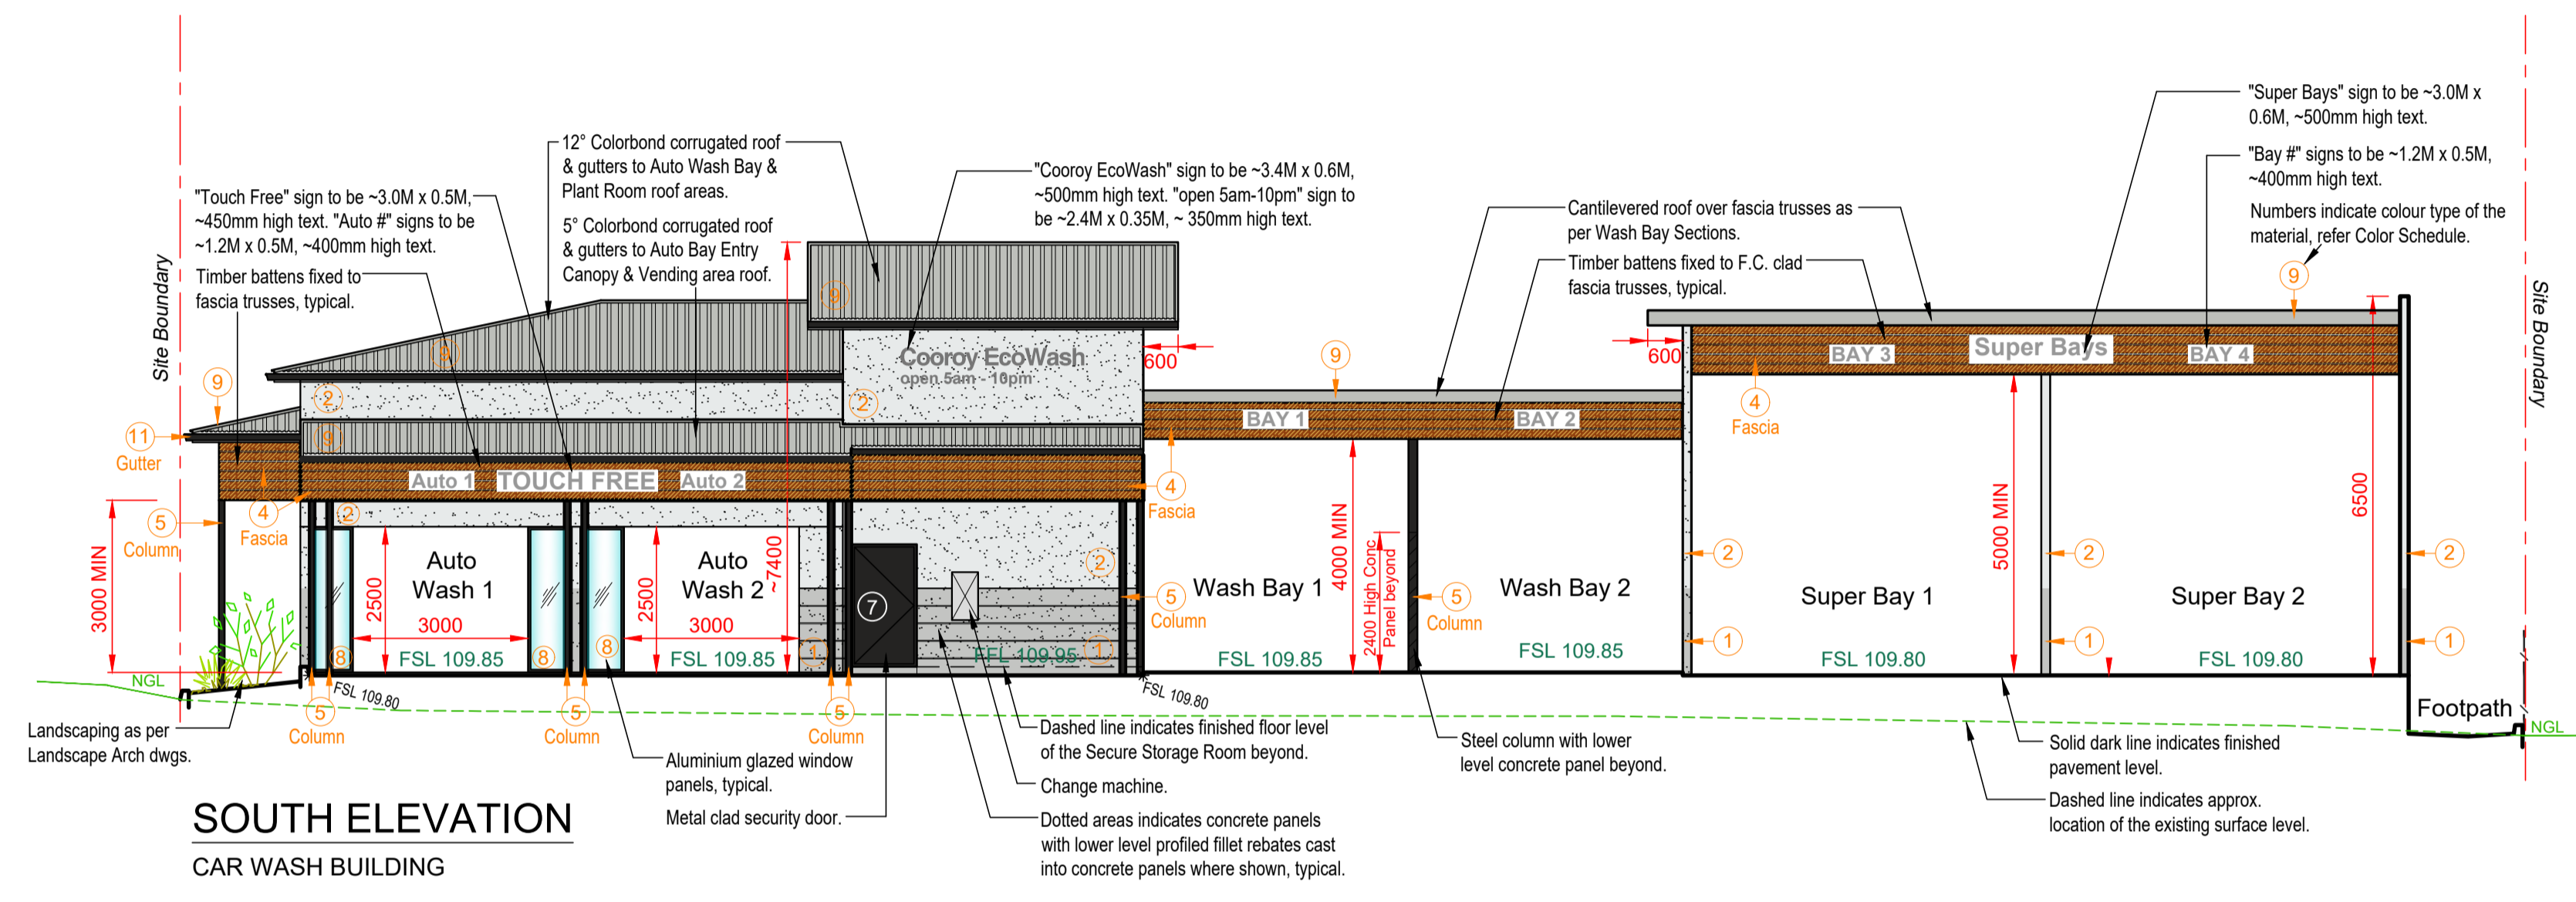 "Super Bays" sign to be ~3.0M x
0.6M, ~500mm high text.
"Bay #" signs to be ~1.2M x 0.5M,
~400mm high text.
Numbers indicate colour type of the
material, refer Color Schedule.
9
12° Colorbond corrugated roof
& gutters to Auto Wash Bay &
Plant Room roof areas.
5° Colorbond corrugated roof
& gutters to Auto Bay Entry
Canopy & Vending area roof.
"Cooroy EcoWash" sign to be ~3.4M x 0.6M,
~500mm high text. "open 5am-10pm" sign to
be ~2.4M x 0.35M, ~ 350mm high text.
"Touch Free" sign to be ~3.0M x 0.5M,
~450mm high text. "Auto #" signs to be
~1.2M x 0.5M, ~400mm high text.
Timber battens fixed to
fascia trusses, typical.
Cantilevered roof over fascia trusses as
per Wash Bay Sections.
Timber battens fixed to F.C. clad
fascia trusses, typical.
Site Boundary
Site Boundary
9
9
9
9
9
11
Gutter
2
2
Cooroy EcoWash
open 5am - 10pm
600
600
BAY 1
BAY 2
BAY 3
Super Bays
BAY 4
4
Fascia
4
Fascia
4
Fascia
Auto 1
TOUCH FREE
Auto 2
5
Column
2
3000 MIN
2500
2500
~7400
3000
3000
Auto
Wash 1
Auto
Wash 2
8
8
8
FSL 109.85
FSL 109.85
1
7
2
1
FFL 109.95
5
Column
Wash Bay 1
4000 MIN
2400 High Conc
Panel beyond
5
Column
Wash Bay 2
FSL 109.85
FSL 109.85
2
1
Super Bay 1
5000 MIN
2
1
Super Bay 2
6500
2
1
FSL 109.80
FSL 109.80
NGL
FSL 109.80
FSL 109.80
5
Column
5
Column
5
Column
Footpath
NGL
Landscaping as per
Landscape Arch dwgs.
Aluminium glazed window
panels, typical.
Metal clad security door.
Dashed line indicates finished floor level
of the Secure Storage Room beyond.
Change machine.
Dotted areas indicates concrete panels
with lower level profiled fillet rebates cast
into concrete panels where shown, typical.
Steel column with lower
level concrete panel beyond.
Solid dark line indicates finished
pavement level.
Dashed line indicates approx.
location of the existing surface level.
SOUTH ELEVATION
CAR WASH BUILDING